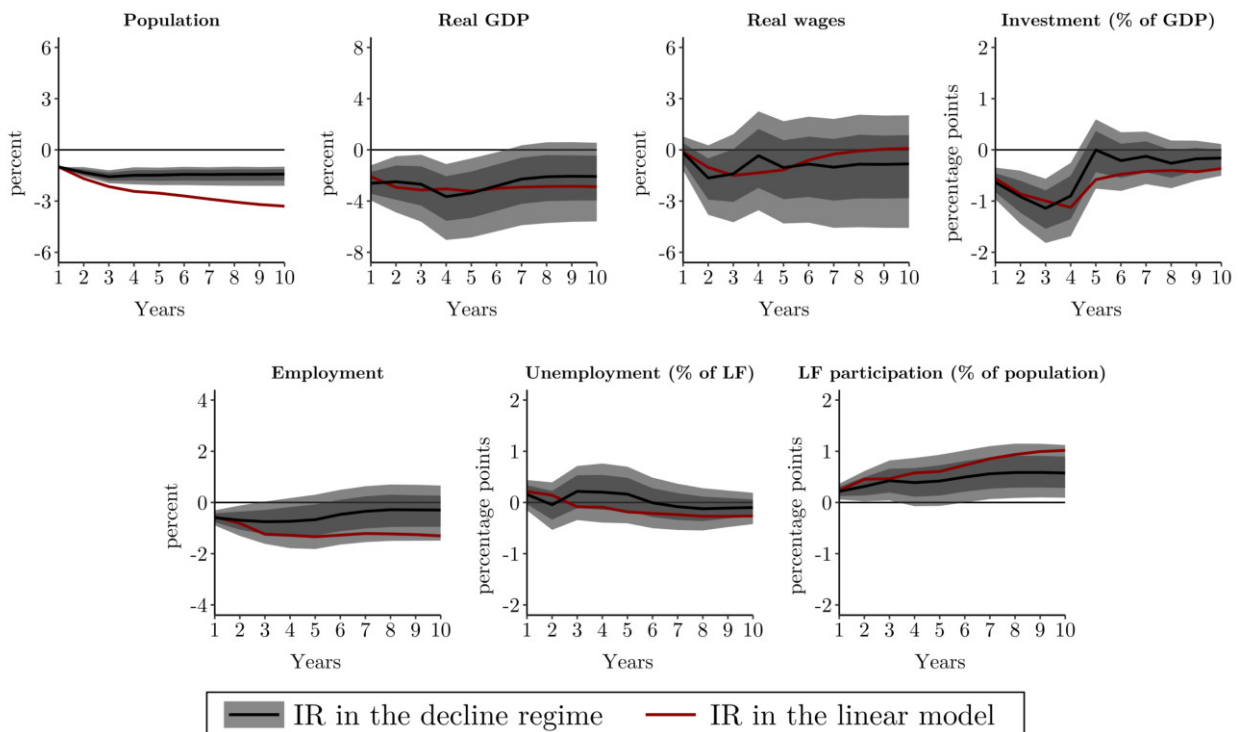 Population
percent
6
3
0
-3
-6
1 2 3 4 5 6 7 8 9 10
Years
Real GDP
percent
8
4
0
-4
-8
1 2 3 4 5 6 7 8 9 10
Years
Real wages
percent
6
3
0
-3
-6
1 2 3 4 5 6 7 8 9 10
Years
Investment (% of GDP)
percentage points
2
1
0
-1
-2
1 2 3 4 5 6 7 8 9 10
Years
Employment
percent
4
2
0
-2
-4
1 2 3 4 5 6 7 8 9 10
Years
Unemployment (% of LF)
percentage points
2
1
0
-1
-2
1 2 3 4 5 6 7 8 9 10
Years
LF participation (% of population)
percentage points
2
1
0
-1
-2
1 2 3 4 5 6 7 8 9 10
Years
IR in the decline regime
IR in the linear model